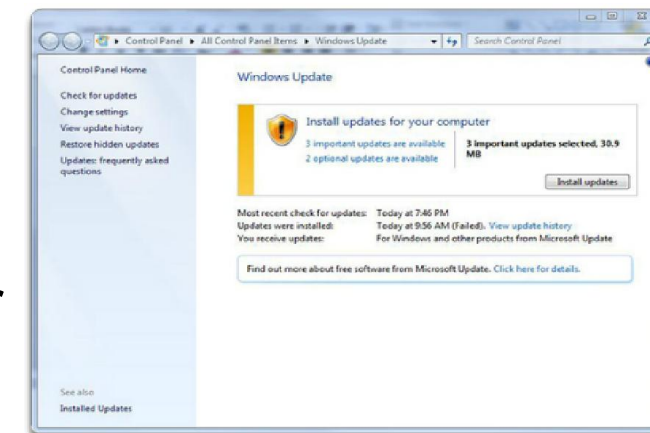 Control Panel ▸ All Control Panel Items ▸ Windows Update
Search Control Panel
Control Panel Home
Check for updates
Change settings
View update history
Restore hidden updates
Updates: frequently asked
questions
See also
Installed Updates
Windows Update
Install updates for your computer
3 important updates are available
2 optional updates are available
3 important updates selected, 30.9
MB
Install updates
Most recent check for updates: Today at 7:46 PM
Updates were installed: Today at 9:56 AM (Failed). View update history
You receive updates: For Windows and other products from Microsoft Update
Find out more about free software from Microsoft Update. Click here for details.